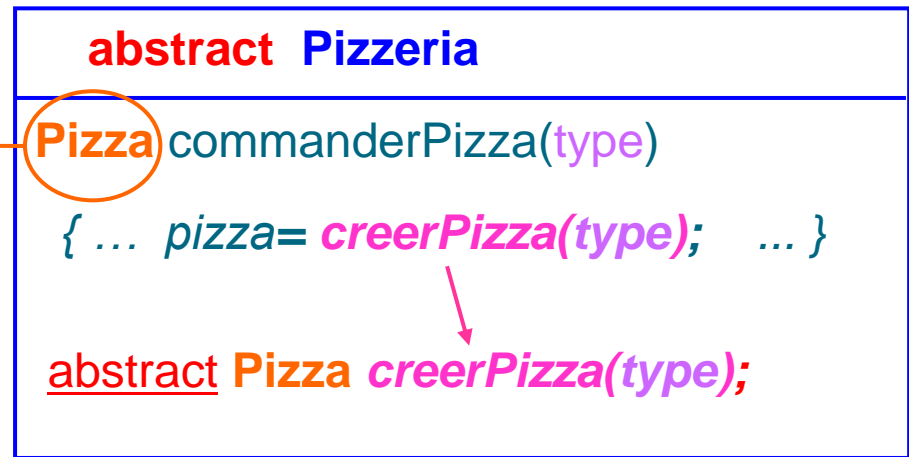 abstract Pizzeria
Pizza commanderPizza(type)
{ … pizza= creerPizza(type); ... }
abstract Pizza creerPizza(type);